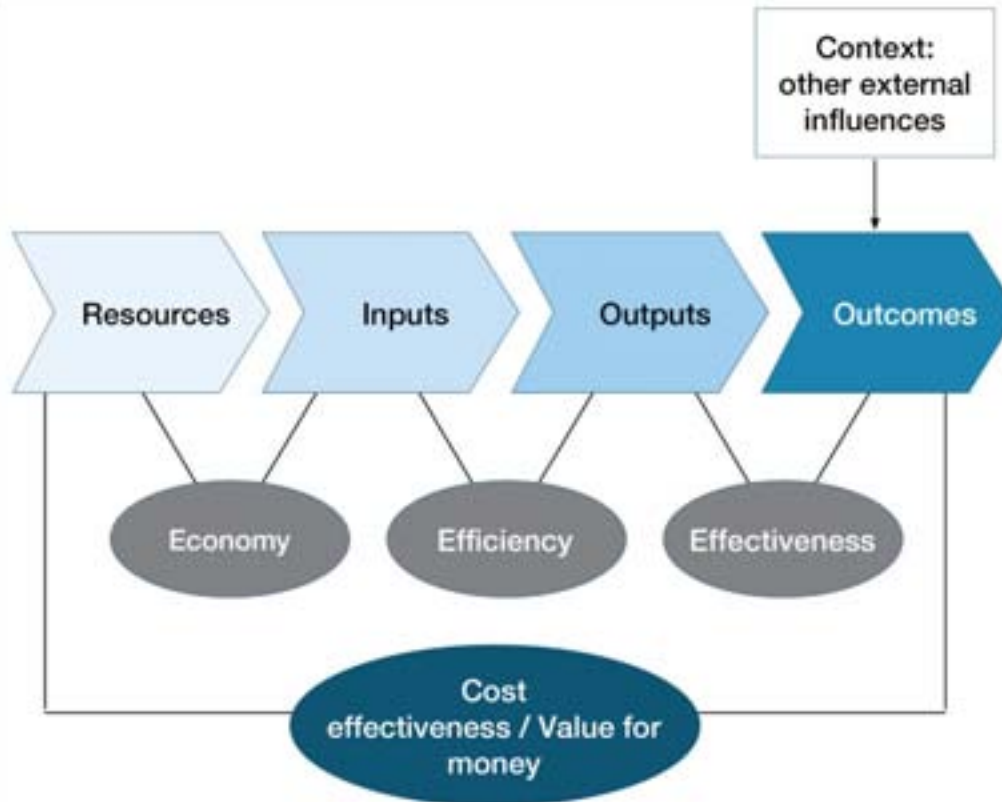 Context:
other external
influences
Resources
Inputs
Outputs
Outcomes
Economy
Efficiency
Effectiveness
Cost
effectiveness / Value for
money